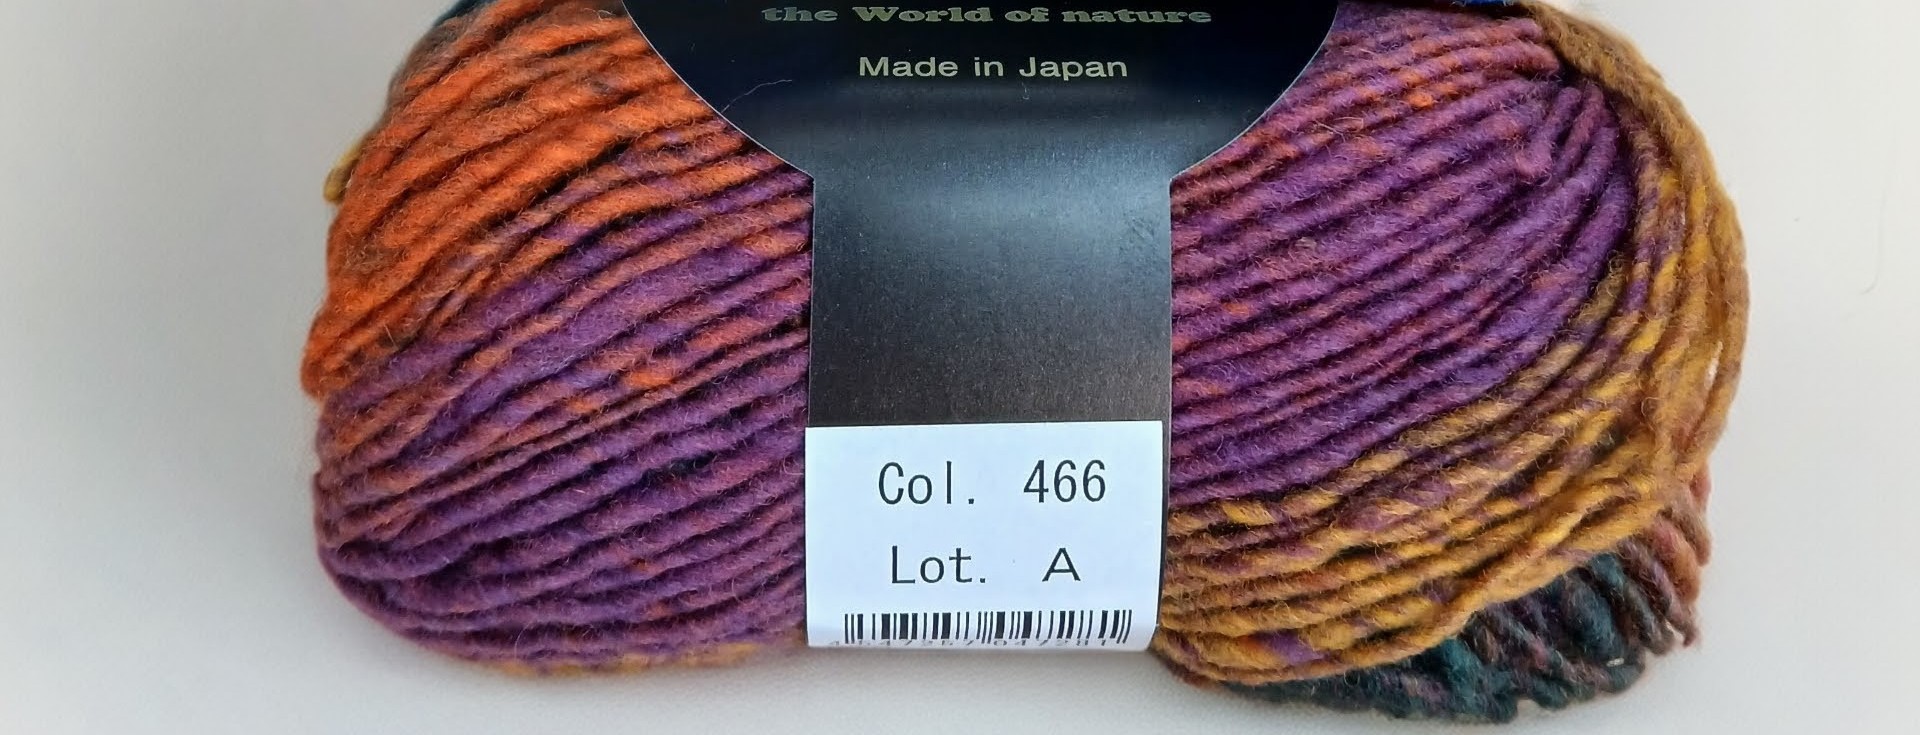 the World of nature
Made in Japan
Col. 466
Lot. A